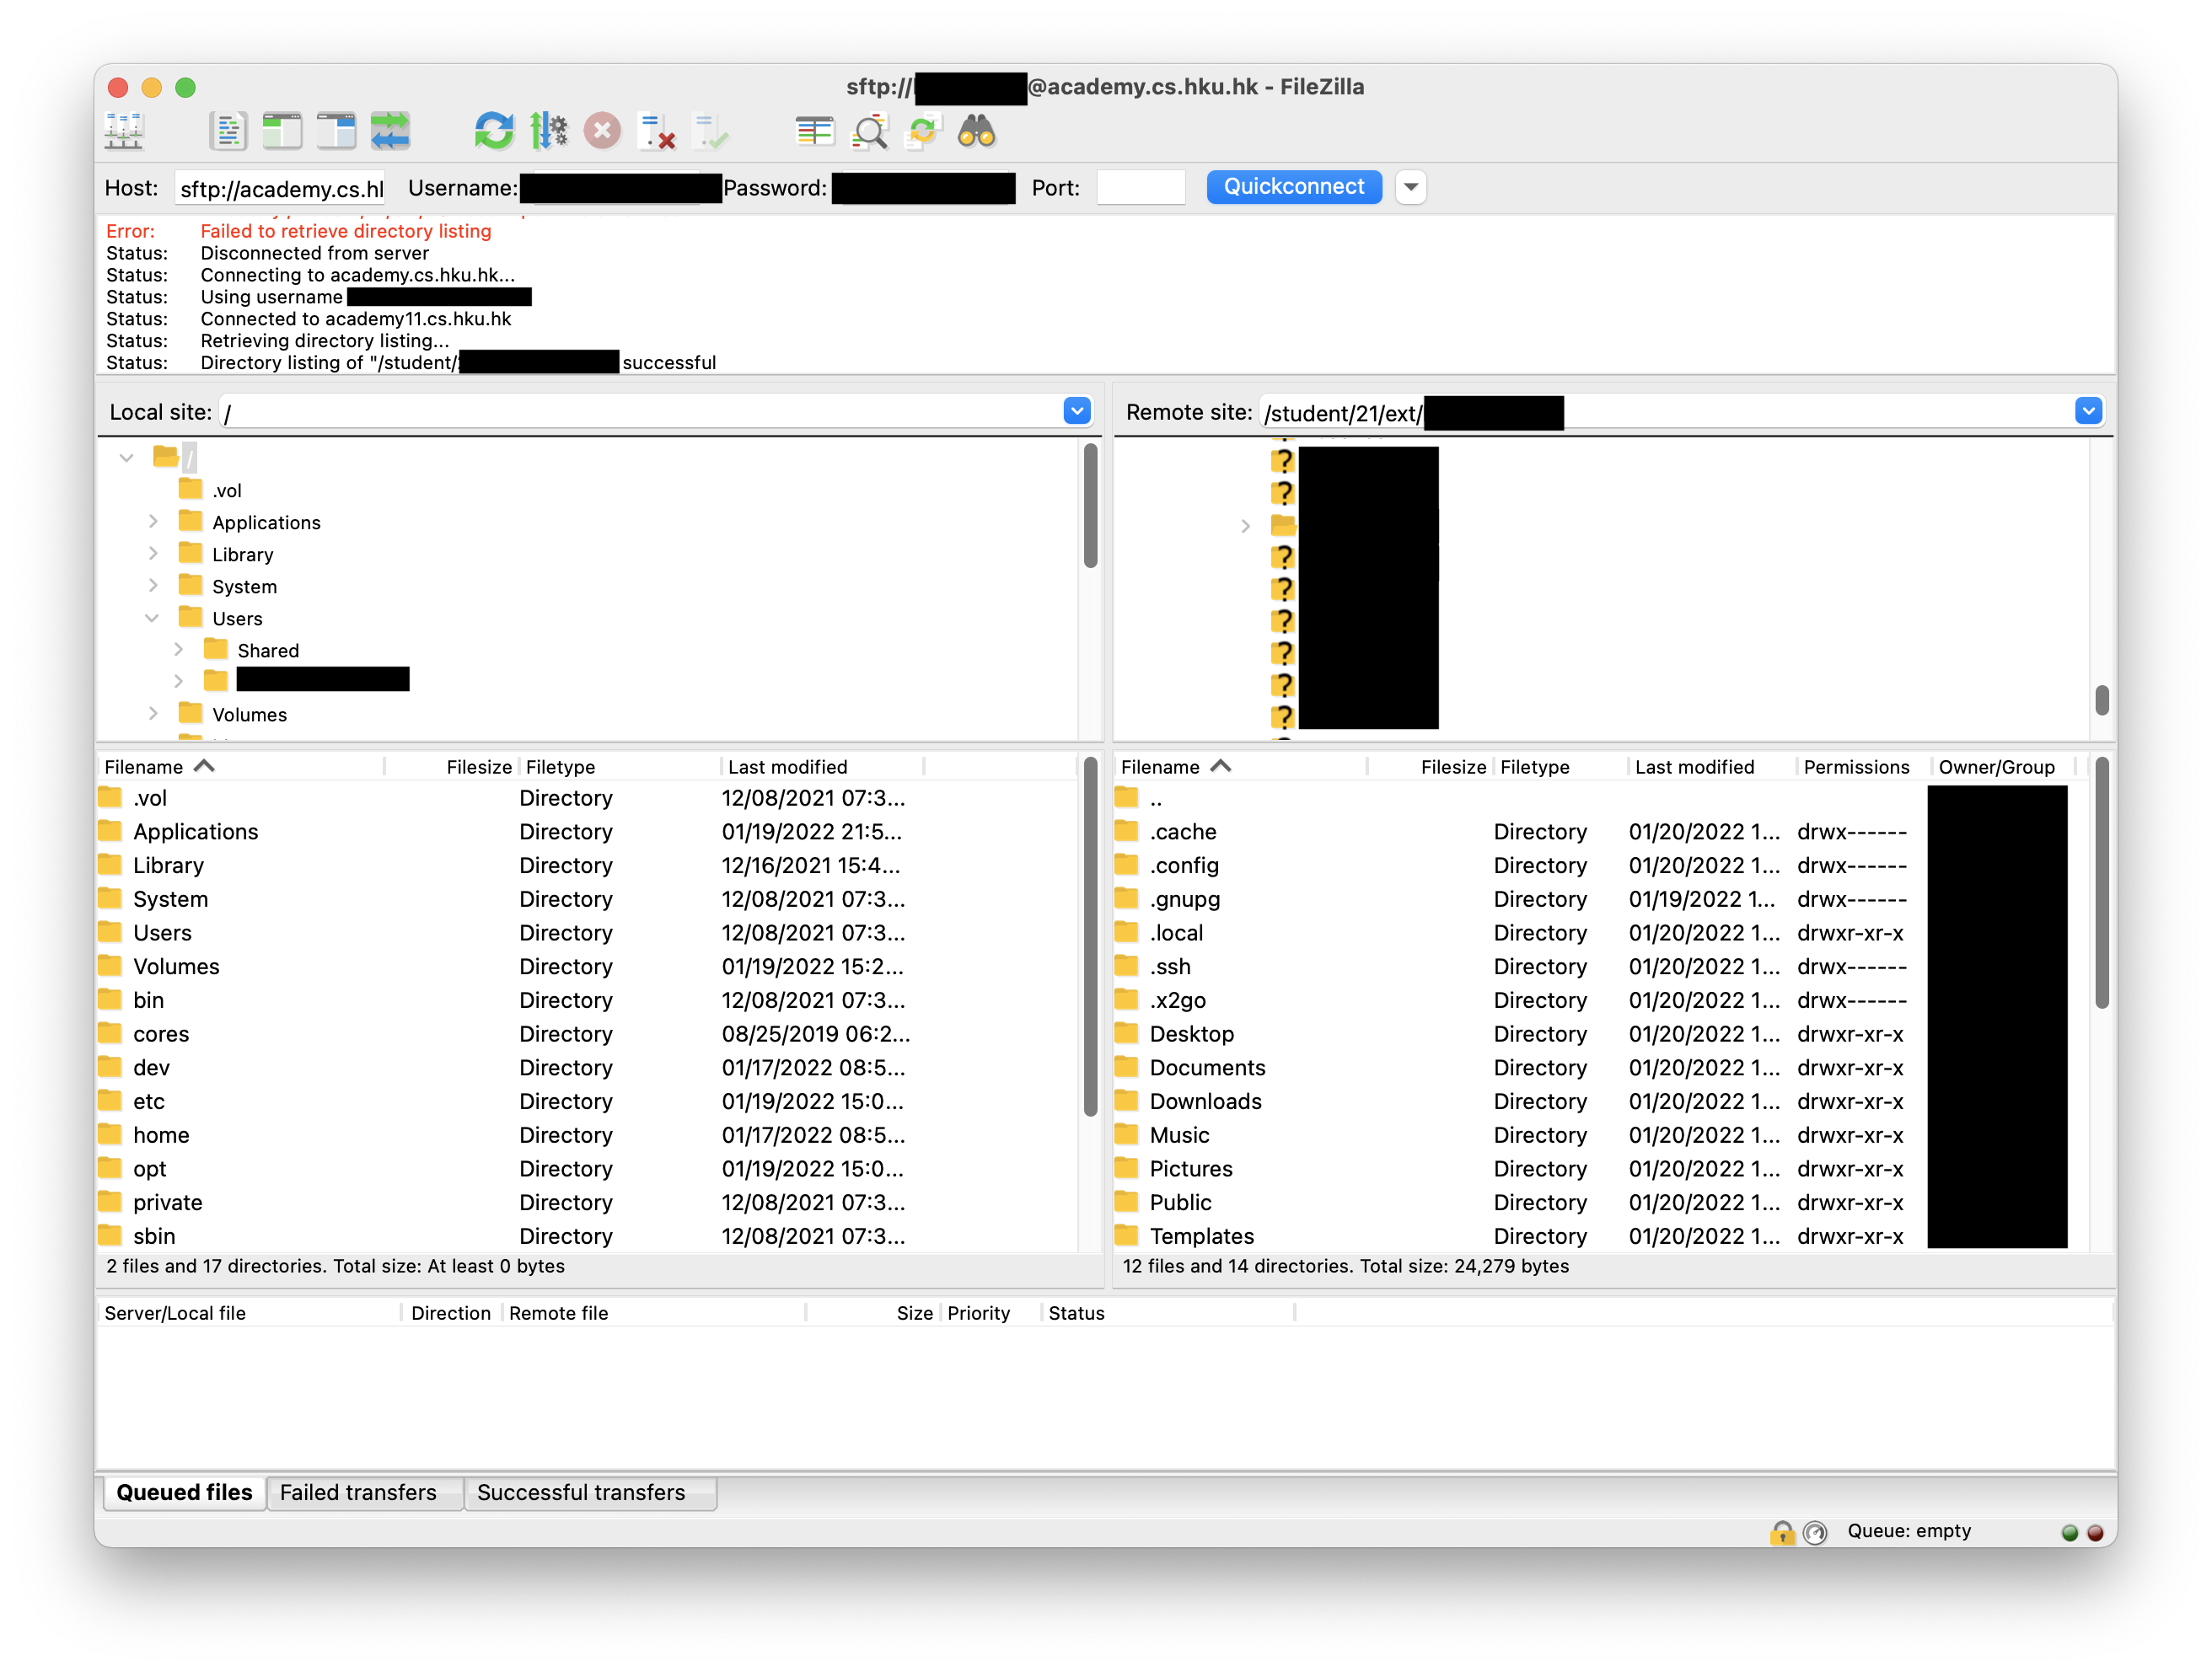 sftp:// @academy.cs.hku.hk - FileZilla
Host: sftp://academy.cs.hl Username: Password: Port: Quickconnect
Error: Failed to retrieve directory listing
Status: Disconnected from server
Status: Connecting to academy.cs.hku.hk...
Status: Using username
Status: Connected to academy11.cs.hku.hk
Status: Retrieving directory listing...
Status: Directory listing of "/student/ successful
Local site: /
Remote site: /student/21/ext/
/
.vol
Applications
Library
System
Users
Shared
Volumes
?
?
?
?
?
?
?
?
Filename Filesize Filetype Last modified
.vol Directory 12/08/2021 07:3...
Applications Directory 01/19/2022 21:5...
Library Directory 12/16/2021 15:4...
System Directory 12/08/2021 07:3...
Users Directory 12/08/2021 07:3...
Volumes Directory 01/19/2022 15:2...
bin Directory 12/08/2021 07:3...
cores Directory 08/25/2019 06:2...
dev Directory 01/17/2022 08:5...
etc Directory 01/19/2022 15:0...
home Directory 01/17/2022 08:5...
opt Directory 01/19/2022 15:0...
private Directory 12/08/2021 07:3...
sbin Directory 12/08/2021 07:3...
2 files and 17 directories. Total size: At least 0 bytes
Filename Filesize Filetype Last modified Permissions Owner/Group
..
.cache Directory 01/20/2022 1... drwx------
.config Directory 01/20/2022 1... drwx------
.gnupg Directory 01/19/2022 1... drwx------
.local Directory 01/20/2022 1... drwxr-xr-x
.ssh Directory 01/20/2022 1... drwx------
.x2go Directory 01/20/2022 1... drwx------
Desktop Directory 01/20/2022 1... drwxr-xr-x
Documents Directory 01/20/2022 1... drwxr-xr-x
Downloads Directory 01/20/2022 1... drwxr-xr-x
Music Directory 01/20/2022 1... drwxr-xr-x
Pictures Directory 01/20/2022 1... drwxr-xr-x
Public Directory 01/20/2022 1... drwxr-xr-x
Templates Directory 01/20/2022 1... drwxr-xr-x
12 files and 14 directories. Total size: 24,279 bytes
Server/Local file Direction Remote file Size Priority Status
Queued files Failed transfers Successful transfers
Queue: empty